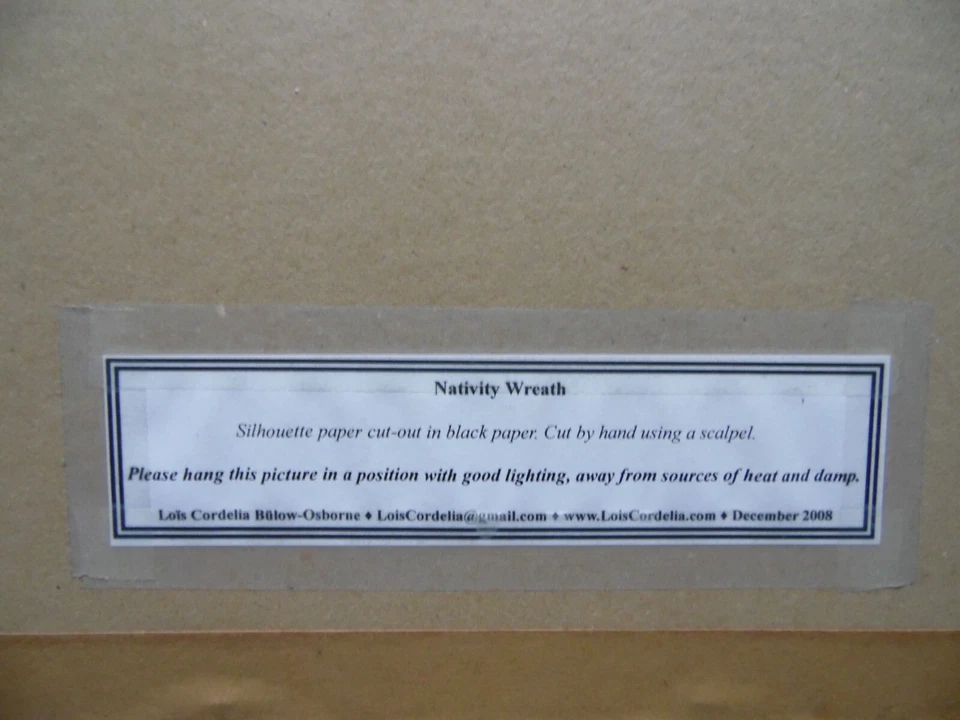 Nativity Wreath
Silhouette paper cut-out in black paper. Cut by hand using a scalpel.
Please hang this picture in a position with good lighting, away from sources of heat and damp.
Loïs Cordelia Bülow-Osborne ♦ LoisCordelia@gmail.com ♦ www.LoisCordelia.com ♦ December 2008